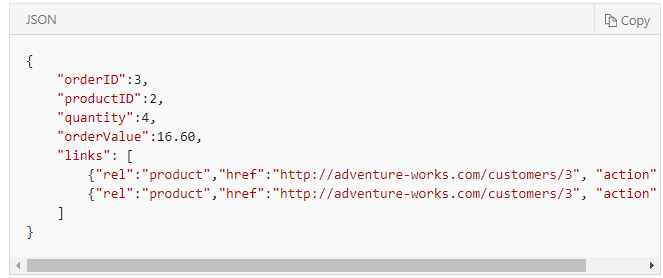 JSON
Copy
{
    "orderID":3,
    "productID":2,
    "quantity":4,
    "orderValue":16.60,
    "links": [
        {"rel":"product","href":"http://adventure-works.com/customers/3", "action"
        {"rel":"product","href":"http://adventure-works.com/customers/3", "action"
    ]
}